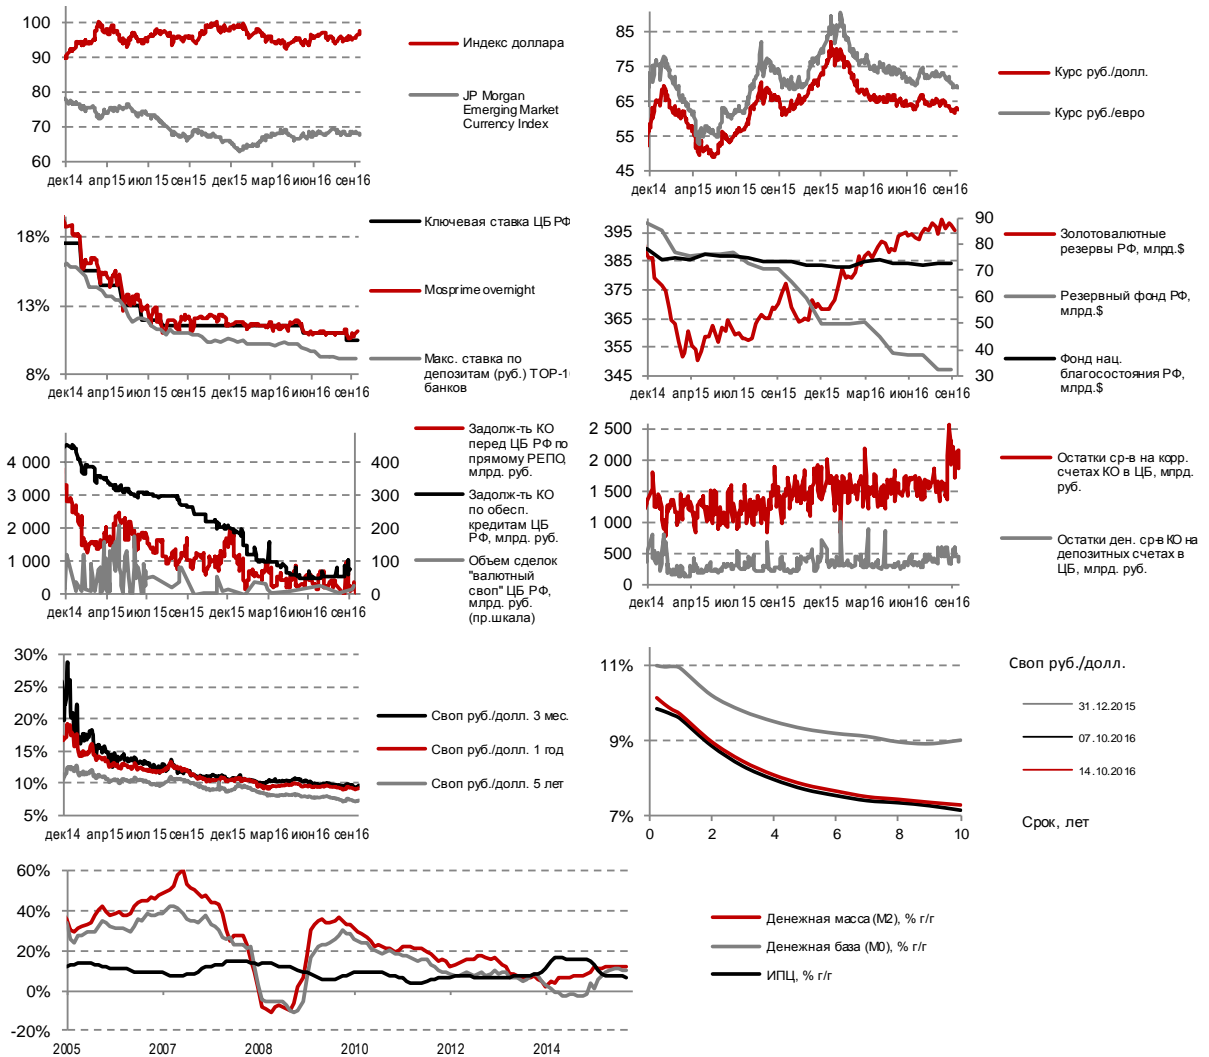 100
90
80
70
60
дек14 апр15 июл15 сен15 дек15 мар16 июн16 сен16
Индекс доллара
JP Morgan
Emerging Market
Currency Index
85
75
65
55
45
дек14 апр15 июл15 сен15 дек15 мар16 июн16 сен16
Курс руб./долл.
Курс руб./евро
18%
13%
8%
дек14 апр15 июл15 сен15 дек15 мар16 июн16 сен16
Ключевая ставка ЦБ РФ
Mosprime overnight
Макс. ставка по
депозитам (руб.) TOP-1
банков
395
385
375
365
355
345
90
80
70
60
50
40
30
дек14 апр15 июл15 сен15 дек15 мар16 июн16 сен16
Золотовалютные
резервы РФ, млрд.$
Резервный фонд РФ,
млрд.$
Фонд нац.
благосостояния РФ,
млрд.$
4 000
3 000
2 000
1 000
0
400
300
200
100
0
дек14 апр15 июл15 сен15 дек15 мар16 июн16 сен16
Задолж-ть КО
перед ЦБ РФ по
прямому РЕПО,
млрд. руб.
Задолж-ть КО
по обесп.
кредитам ЦБ
РФ, млрд. руб.
Объем сделок
"валютный
своп" ЦБ РФ,
млрд. руб.
(пр.шкала)
2 500
2 000
1 500
1 000
500
0
дек14 апр15 июл15 сен15 дек15 мар16 июн16 сен16
Остатки ср-в на корр.
счетах КО в ЦБ, млрд.
руб.
Остатки ден. ср-в КО на
депозитных счетах в
ЦБ, млрд. руб.
30%
25%
20%
15%
10%
5%
дек14 апр15 июл15 сен15 дек15 мар16 июн16 сен16
Своп руб./долл. 3 мес.
Своп руб./долл. 1 год
Своп руб./долл. 5 лет
11%
9%
7%
0 2 4 6 8 10
Своп руб./долл.
31.12.2015
07.10.2016
14.10.2016
Срок, лет
60%
40%
20%
0%
-20%
2005 2007 2008 2010 2012 2014
Денежная масса (М2), % г/г
Денежная база (М0), % г/г
ИПЦ, % г/г